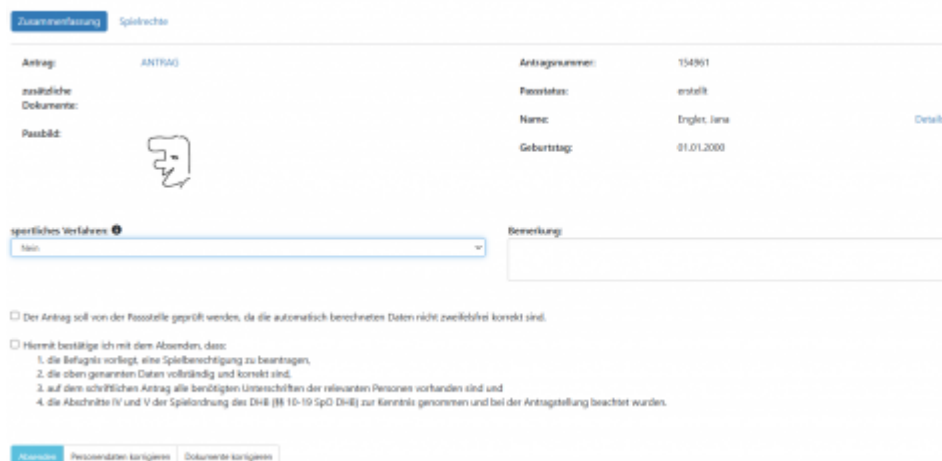 Zusammenfassung Spielrechte
Antrag: ANTRAG Antragsnummer: 154961
zusätzliche Dokumente: Passstatus: erstellt
Passbild: Name: Engler, Jana Details
Geburtstag: 01.01.2000
sportliches Verfahren: Bemerkung:
Nein
Der Antrag soll von der Passstelle geprüft werden, da die automatisch berechneten Daten nicht zweifelsfrei korrekt sind.
Hiermit bestätige ich mit dem Absenden, dass:
1. die Befugnis vorliegt, eine Spielberechtigung zu beantragen,
2. die oben genannten Daten vollständig und korrekt sind,
3. auf dem schriftlichen Antrag alle benötigten Unterschriften der relevanten Personen vorhanden sind und
4. die Abschnitte IV und V der Spielordnung des DHB (§§ 10-19 SpO DHB) zur Kenntnis genommen und bei der Antragstellung beachtet wurden.
Absenden Personendaten korrigieren Dokumente korrigieren